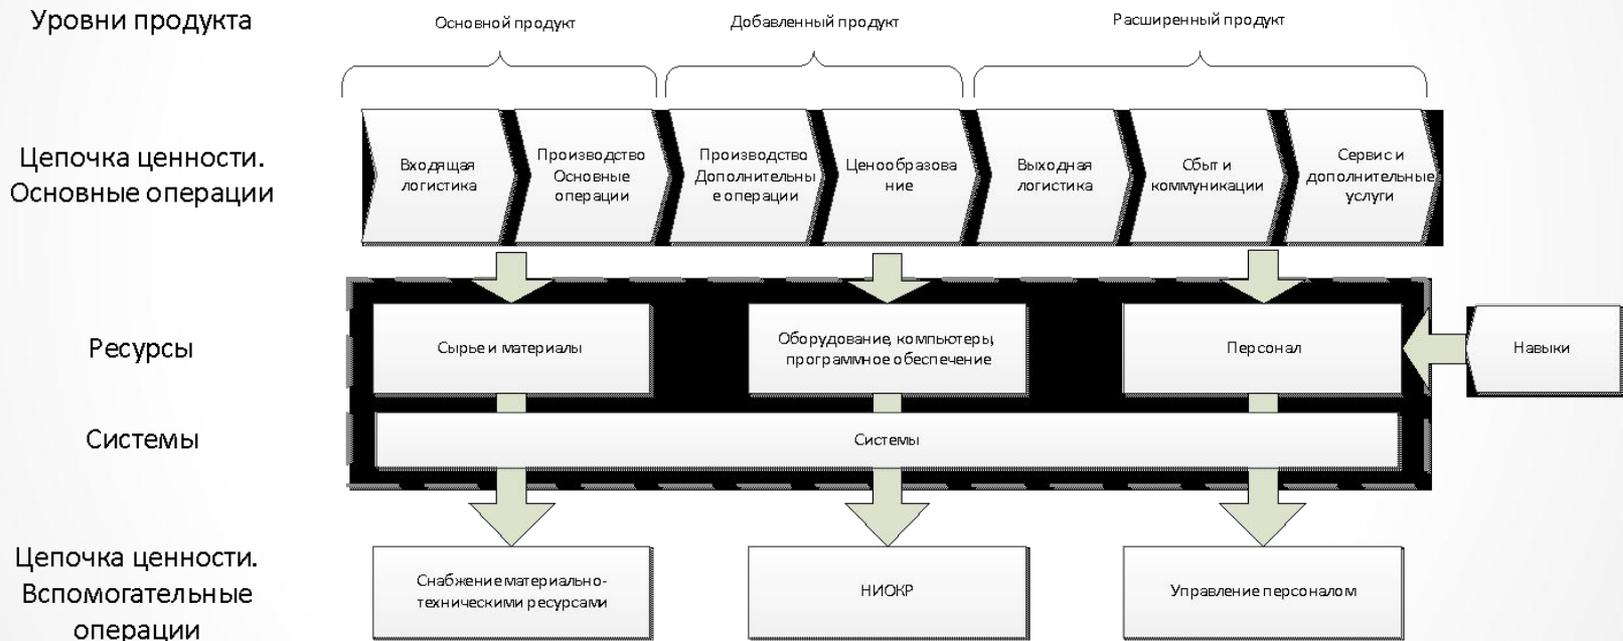 Уровни продукта
Основной продукт
Добавленный продукт
Расширенный продукт
Цепочка ценности.
Основные операции
Входящая
логистика
Производство
Основные
операции
Производство
Дополнительны
е операции
Ценообразова
ние
Выходная
логистика
Сбыт и
коммуникации
Сервис и
дополнительные
услуги
Ресурсы
Сырье и материалы
Оборудование, компьютеры,
программное обеспечение
Персонал
Навыки
Системы
Системы
Цепочка ценности.
Вспомогательные
операции
Снабжение материально-
техническими ресурсами
НИОКР
Управление персоналом